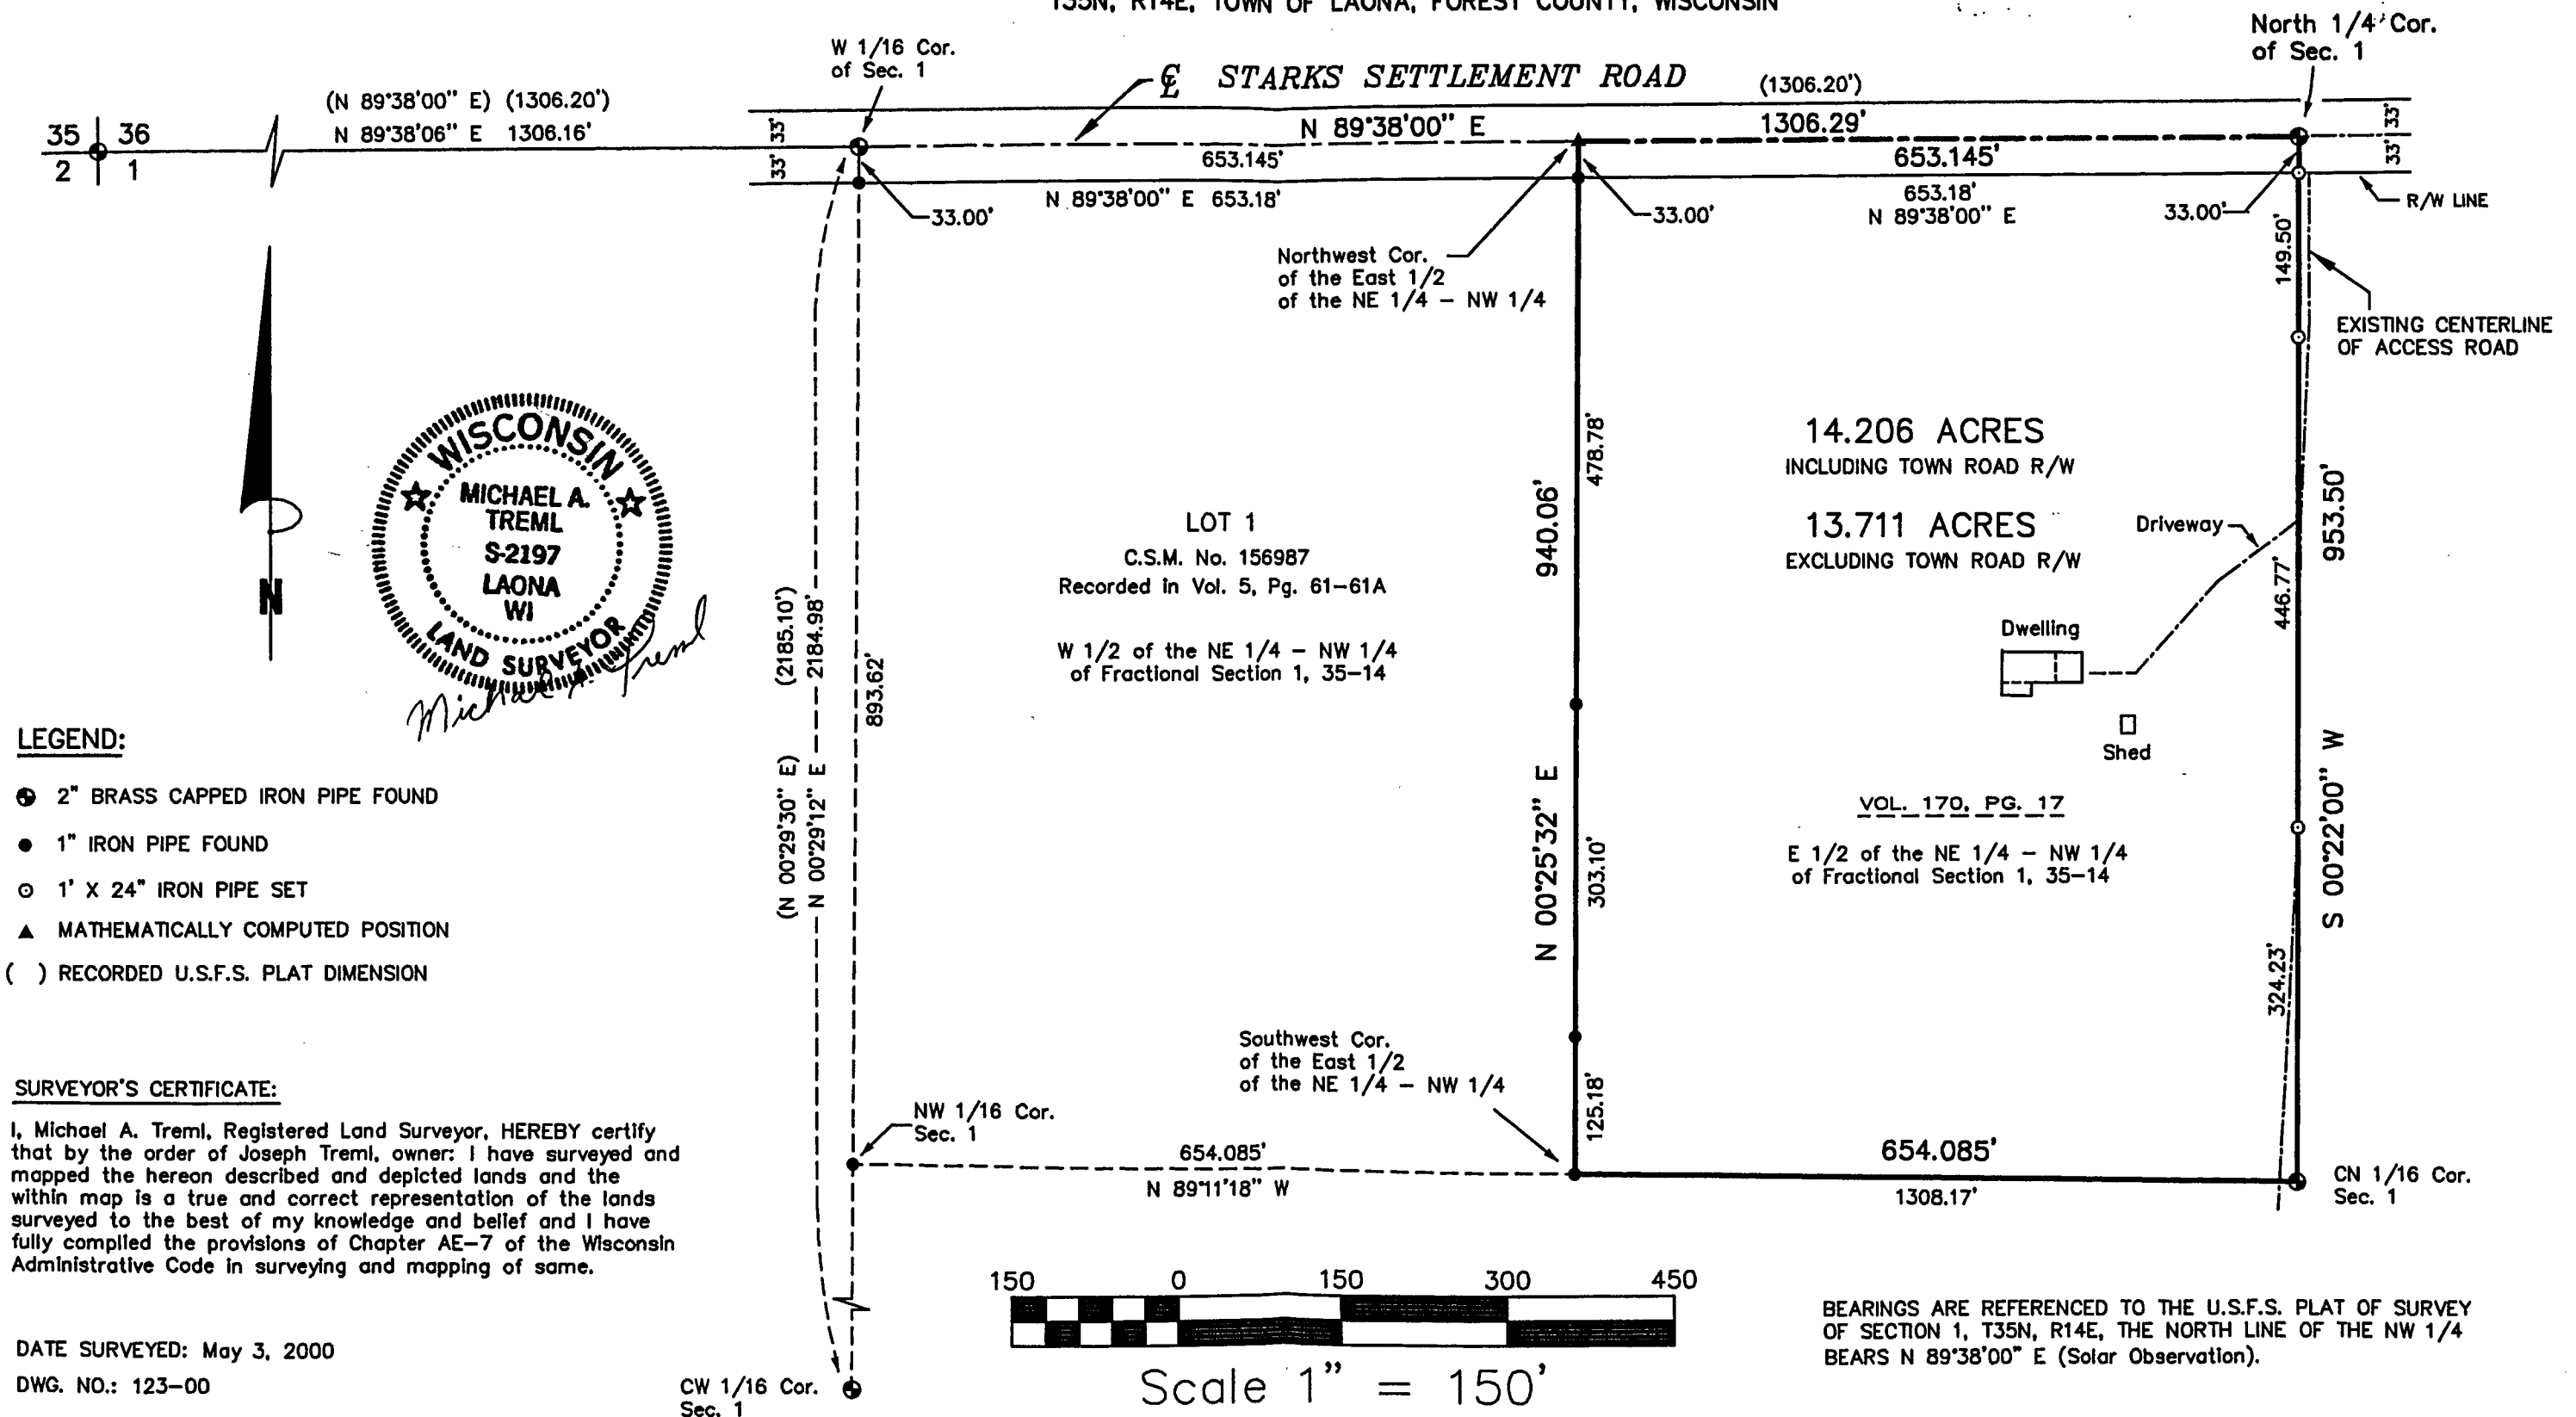 T35N, R14E, TOWN OF LAONA, FOREST COUNTY, WISCONSIN
North 1/4 Cor.
of Sec. 1
W 1/16 Cor.
of Sec. 1
℄ STARKS SETTLEMENT ROAD
(1306.20')
(N 89°38'00" E) (1306.20')
N 89°38'06" E 1306.16'
35 36
2 1
33' 33'
N 89°38'00" E
1306.29'
33' 33'
653.145'
653.145'
N 89°38'00" E 653.18'
653.18'
N 89°38'00" E
33.00'
33.00'
33.00'
R/W LINE
Northwest Cor.
of the East 1/2
of the NE 1/4 – NW 1/4
149.50'
EXISTING CENTERLINE
OF ACCESS ROAD
WISCONSIN
MICHAEL A.
TREML
S-2197
LAONA
WI
LAND SURVEYOR
Michael A. Treml
N
(2185.10')
2184.98'
893.62'
(N 00°29'30" E)
N 00°29'12" E
LOT 1
C.S.M. No. 156987
Recorded in Vol. 5, Pg. 61–61A
W 1/2 of the NE 1/4 – NW 1/4
of Fractional Section 1, 35–14
478.78'
940.06'
N 00°25'32" E
303.10'
125.18'
14.206 ACRES
INCLUDING TOWN ROAD R/W
13.711 ACRES
EXCLUDING TOWN ROAD R/W
Driveway
Dwelling
Shed
953.50'
446.77'
S 00°22'00" W
324.23'
VOL. 170, PG. 17
E 1/2 of the NE 1/4 – NW 1/4
of Fractional Section 1, 35–14
LEGEND:
2" BRASS CAPPED IRON PIPE FOUND
1" IRON PIPE FOUND
1' X 24" IRON PIPE SET
MATHEMATICALLY COMPUTED POSITION
( ) RECORDED U.S.F.S. PLAT DIMENSION
Southwest Cor.
of the East 1/2
of the NE 1/4 – NW 1/4
NW 1/16 Cor.
Sec. 1
654.085'
N 89°11'18" W
654.085'
1308.17'
CN 1/16 Cor.
Sec. 1
SURVEYOR'S CERTIFICATE:
I, Michael A. Treml, Registered Land Surveyor, HEREBY certify
that by the order of Joseph Treml, owner: I have surveyed and
mapped the hereon described and depicted lands and the
within map is a true and correct representation of the lands
surveyed to the best of my knowledge and belief and I have
fully complied the provisions of Chapter AE–7 of the Wisconsin
Administrative Code in surveying and mapping of same.
DATE SURVEYED: May 3, 2000
DWG. NO.: 123–00
CW 1/16 Cor.
Sec. 1
150 0 150 300 450
Scale 1" = 150'
BEARINGS ARE REFERENCED TO THE U.S.F.S. PLAT OF SURVEY
OF SECTION 1, T35N, R14E, THE NORTH LINE OF THE NW 1/4
BEARS N 89°38'00" E (Solar Observation).